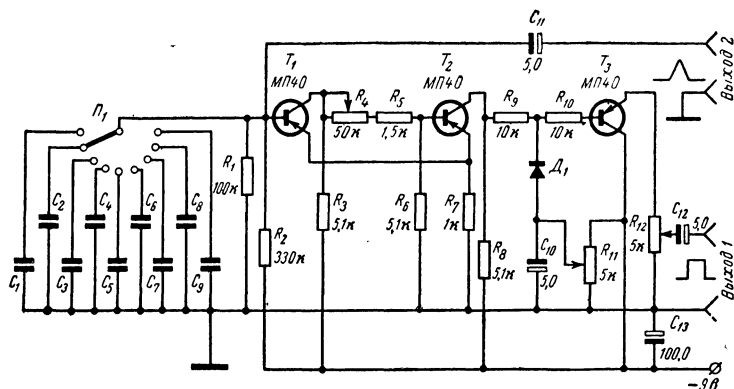 C₁₁
5,0
Выход 2
T₁
МП40
T₂
МП40
T₃
МП40
П₁
R₄
50к
R₅
1,5к
R₉
10к
R₁₀
10к
R₁
100к
Д₁
C₂
C₄
C₆
C₈
R₃
5,1к
R₆
5,1к
R₇
1к
R₁₂
5к
C₁₂
5,0
R₂
330к
R₈
5,1к
C₁₀
5,0
R₁₁
5к
C₁
C₃
C₅
C₇
C₉
Выход 1
C₁₃
100,0
–9в